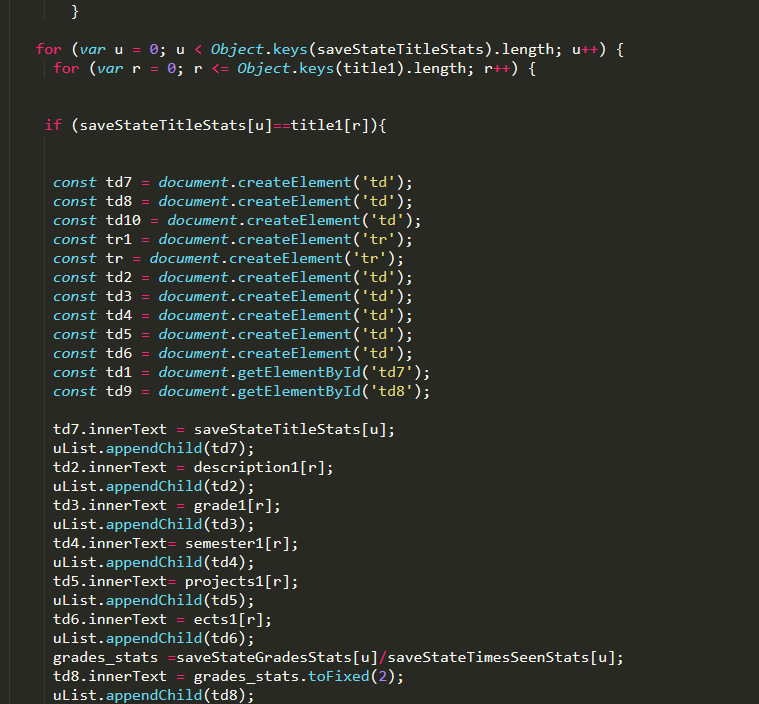 }
for (var u = 0; u < Object.keys(saveStateTitleStats).length; u++) {
for (var r = 0; r <= Object.keys(title1).length; r++) {
if (saveStateTitleStats[u]==title1[r]){
const td7 = document.createElement('td');
const td8 = document.createElement('td');
const td10 = document.createElement('td');
const tr1 = document.createElement('tr');
const tr = document.createElement('tr');
const td2 = document.createElement('td');
const td3 = document.createElement('td');
const td4 = document.createElement('td');
const td5 = document.createElement('td');
const td6 = document.createElement('td');
const td1 = document.getElementById('td7');
const td9 = document.getElementById('td8');
td7.innerText = saveStateTitleStats[u];
uList.appendChild(td7);
td2.innerText = description1[r];
uList.appendChild(td2);
td3.innerText = grade1[r];
uList.appendChild(td3);
td4.innerText= semester1[r];
uList.appendChild(td4);
td5.innerText= projects1[r];
uList.appendChild(td5);
td6.innerText = ects1[r];
uList.appendChild(td6);
grades_stats =saveStateGradesStats[u]/saveStateTimesSeenStats[u];
td8.innerText = grades_stats.toFixed(2);
uList.appendChild(td8);